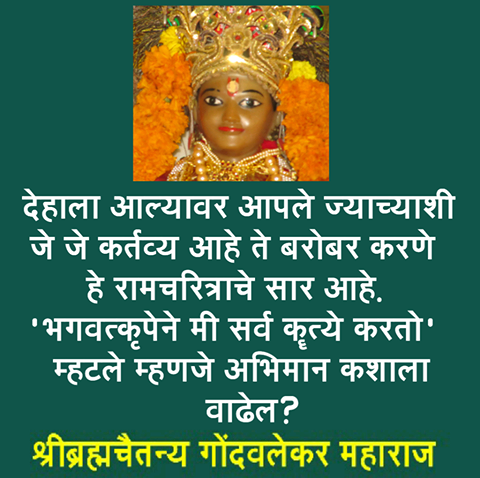 देहाला आल्यावर आपले ज्याच्याशी
जे जे कर्तव्य आहे ते बरोबर करणे
हे रामचरित्राचे सार आहे.
'भगवत्कृपेने मी सर्व कृत्ये करतो'
म्हटले म्हणजे अभिमान कशाला
वाढेल?
श्रीब्रह्मचैतन्य गोंदवलेकर महाराज